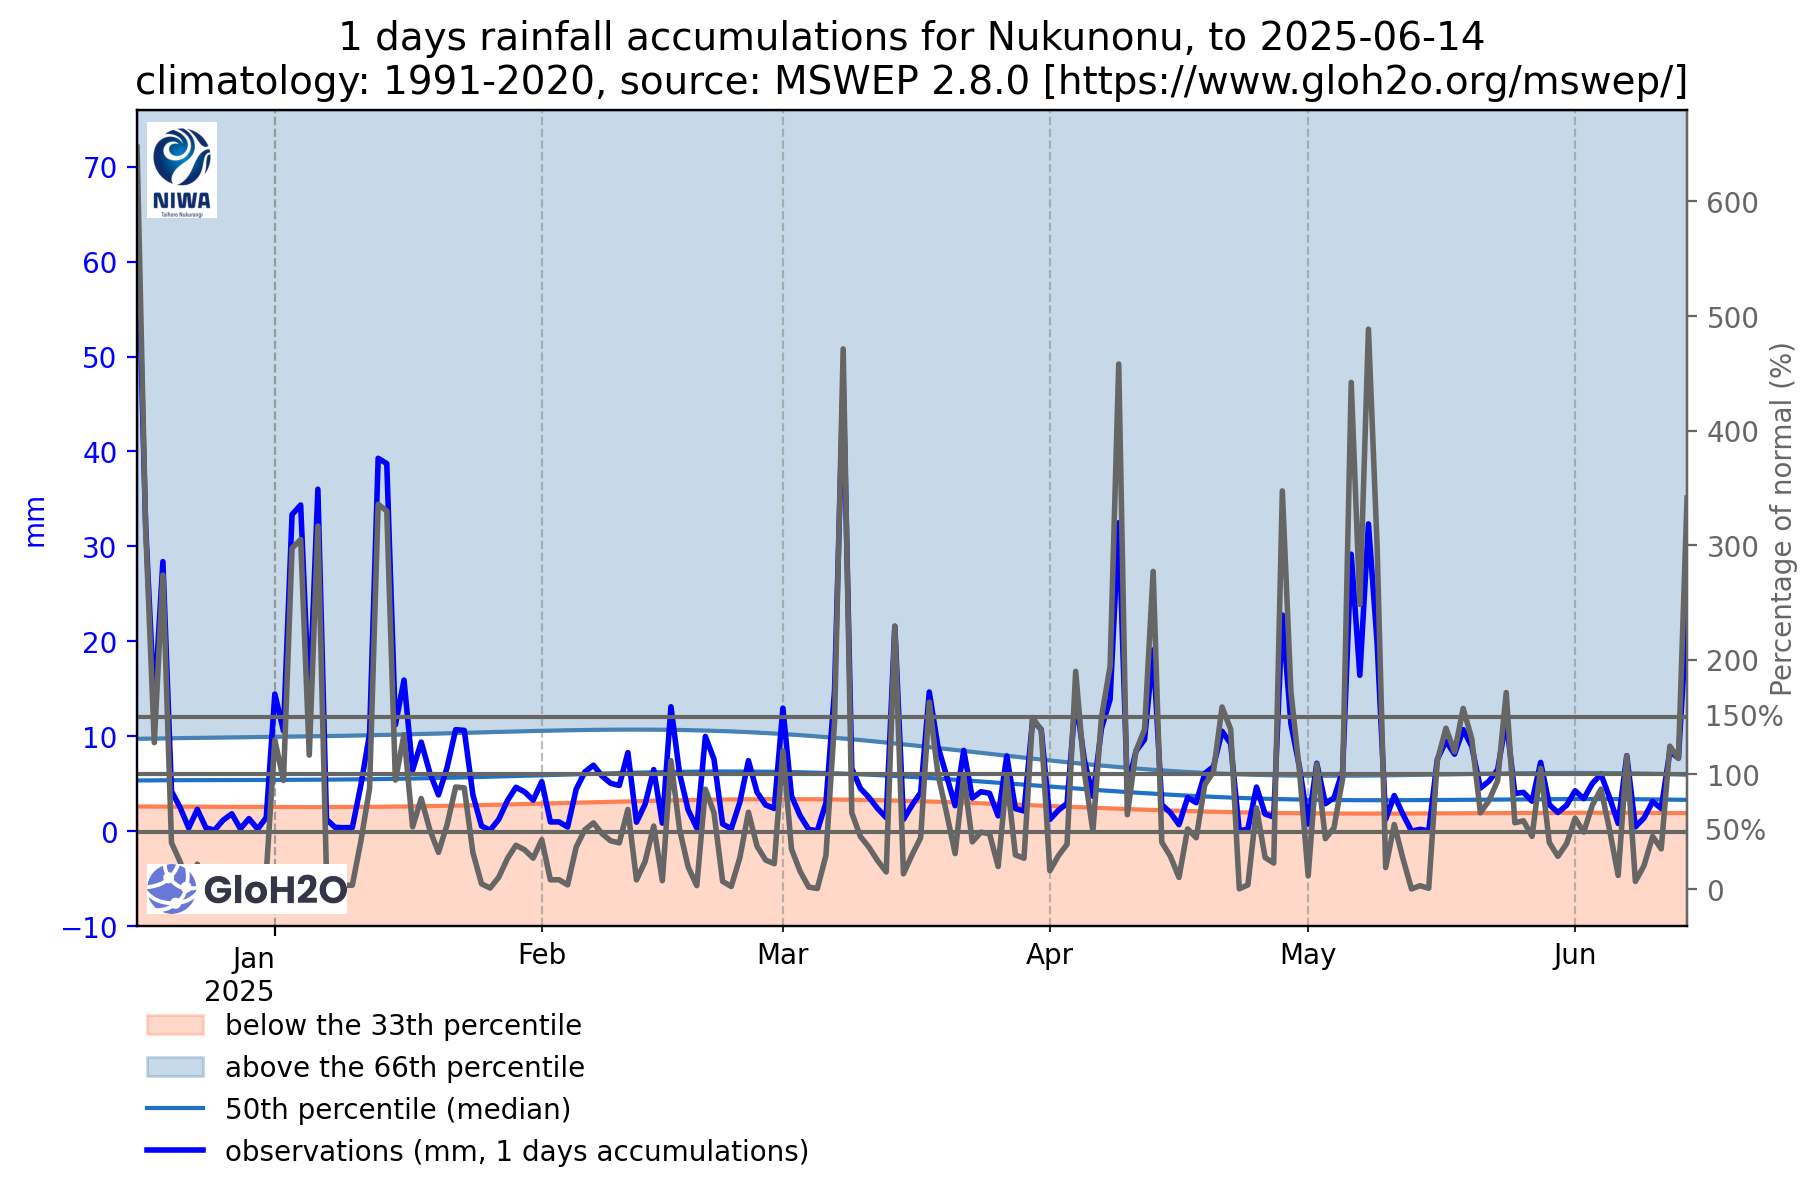 1 days rainfall accumulations for Nukunonu, to 2025-06-14
climatology: 1991-2020, source: MSWEP 2.8.0 [https://www.gloh2o.org/mswep/]
NIWA
Taihoro Nukurangi
70
60
50
40
30
20
10
0
−10
mm
600
500
400
300
200
150%
100
50%
0
Percentage of normal (%)
GloH2O
Jan
2025
Feb
Mar
Apr
May
Jun
below the 33th percentile
above the 66th percentile
50th percentile (median)
observations (mm, 1 days accumulations)